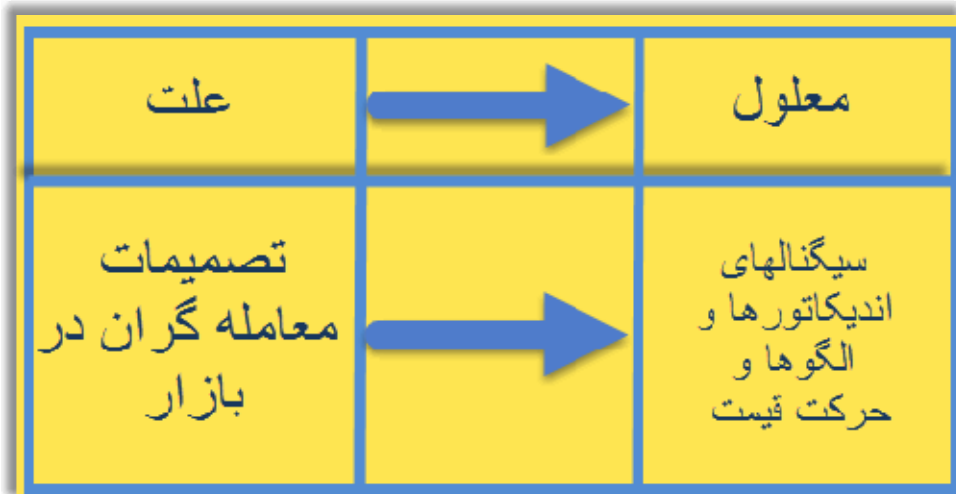 علت
معلول
تصمیمات
معامله گران در
بازار
سیگنالهای
اندیکاتورها و
الگوها و
حرکت قیمت